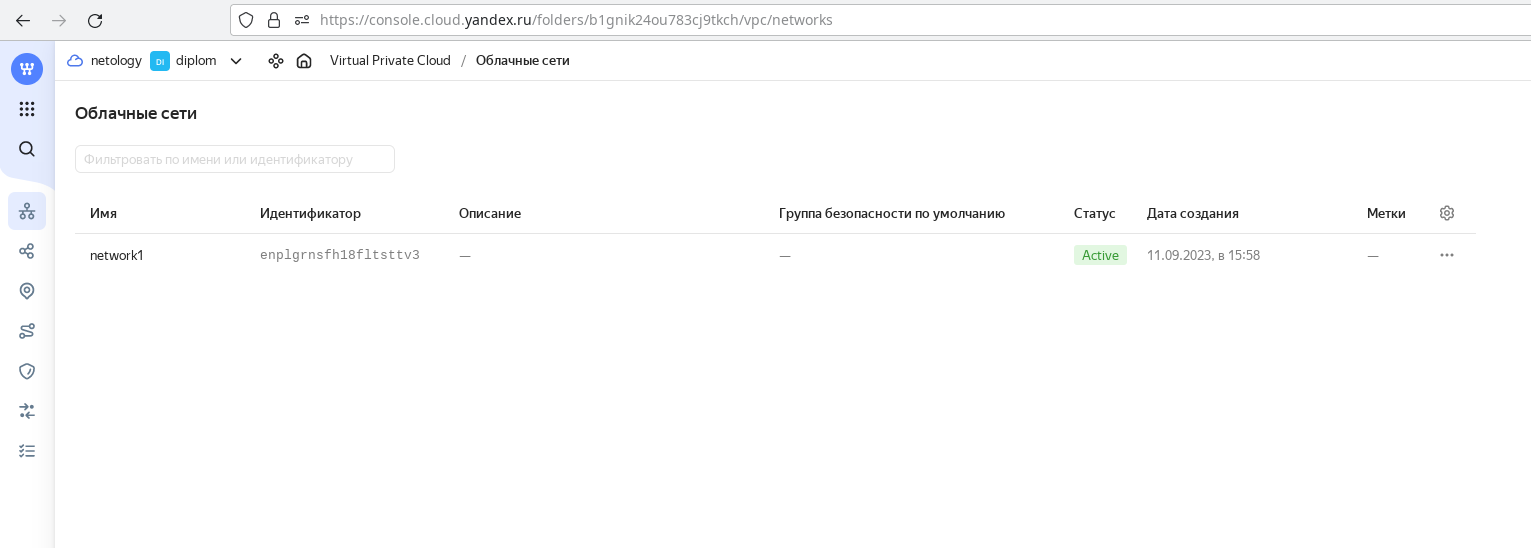 https://console.cloud.yandex.ru/folders/b1gnik24ou783cj9tkch/vpc/networks
netology DI diplom Virtual Private Cloud / Облачные сети
Облачные сети
Фильтровать по имени или идентификатору
Имя Идентификатор Описание Группа безопасности по умолчанию Статус Дата создания Метки
network1 enplgrnsfh18fltsttv3 — — Active 11.09.2023, в 15:58 —